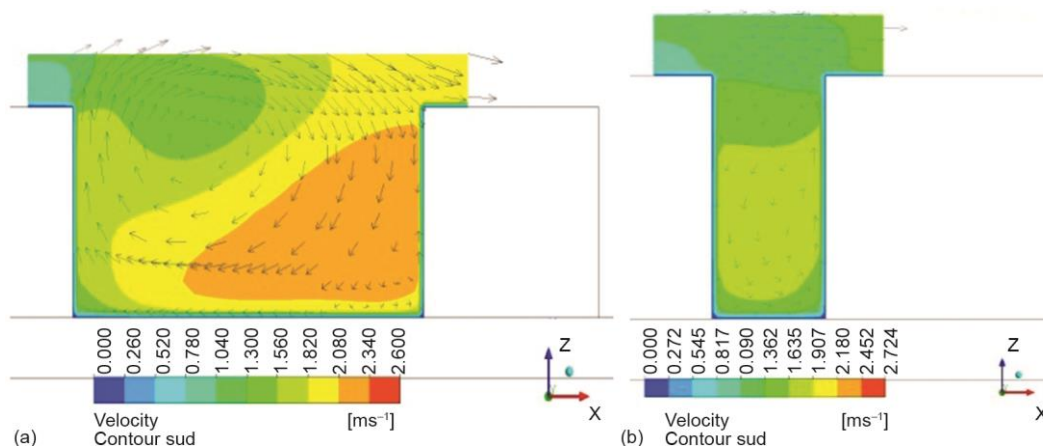 0.000 0.260 0.520 0.780 1.040 1.300 1.560 1.820 2.080 2.340 2.600
Z
X
Velocity [ms⁻¹]
(a) Contour sud
0.000 0.272 0.545 0.817 0.090 1.362 1.635 1.907 2.180 2.452 2.724
Z
X
Velocity [ms⁻¹]
(b) Contour sud